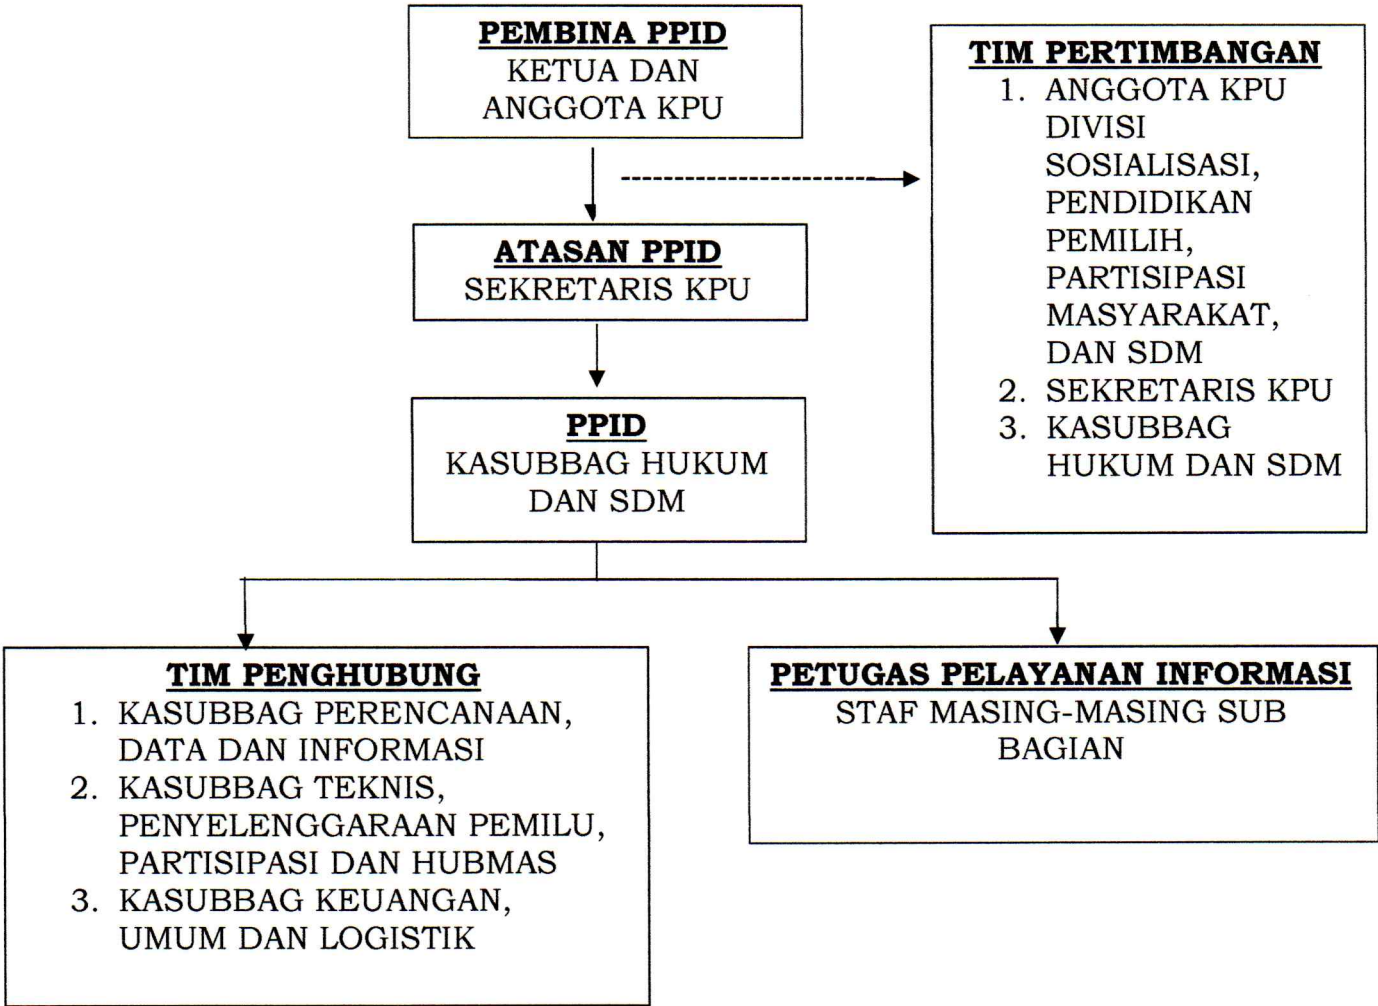 PEMBINA PPID
KETUA DAN
ANGGOTA KPU
TIM PERTIMBANGAN
1. ANGGOTA KPU
DIVISI
SOSIALISASI,
PENDIDIKAN
PEMILIH,
PARTISIPASI
MASYARAKAT,
DAN SDM
2. SEKRETARIS KPU
3. KASUBBAG
HUKUM DAN SDM
ATASAN PPID
SEKRETARIS KPU
PPID
KASUBBAG HUKUM
DAN SDM
TIM PENGHUBUNG
1. KASUBBAG PERENCANAAN,
DATA DAN INFORMASI
2. KASUBBAG TEKNIS,
PENYELENGGARAAN PEMILU,
PARTISIPASI DAN HUBMAS
3. KASUBBAG KEUANGAN,
UMUM DAN LOGISTIK
PETUGAS PELAYANAN INFORMASI
STAF MASING-MASING SUB
BAGIAN